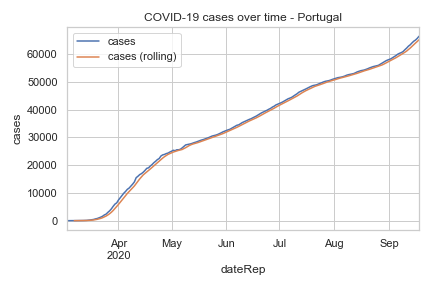 COVID-19 cases over time - Portugal
cases
cases (rolling)
60000
50000
40000
30000
20000
10000
0
cases
Apr
2020
May
Jun
Jul
Aug
Sep
dateRep